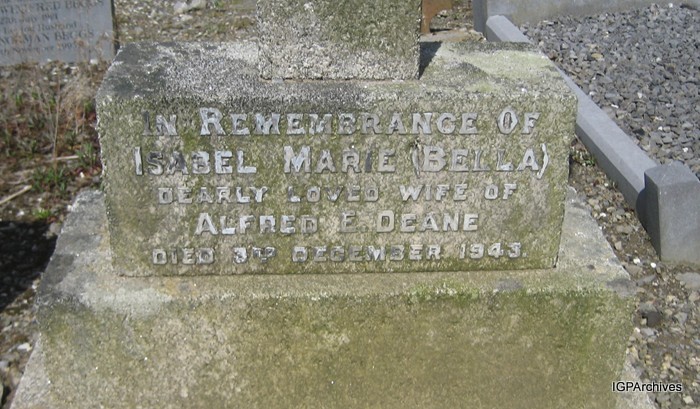 IN REMEMBRANCE OF
ISABEL MARIE (BELLA)
DEARLY LOVED WIFE OF
ALFRED E. DEANE
DIED 3RD DECEMBER 1943.
IGPArchives